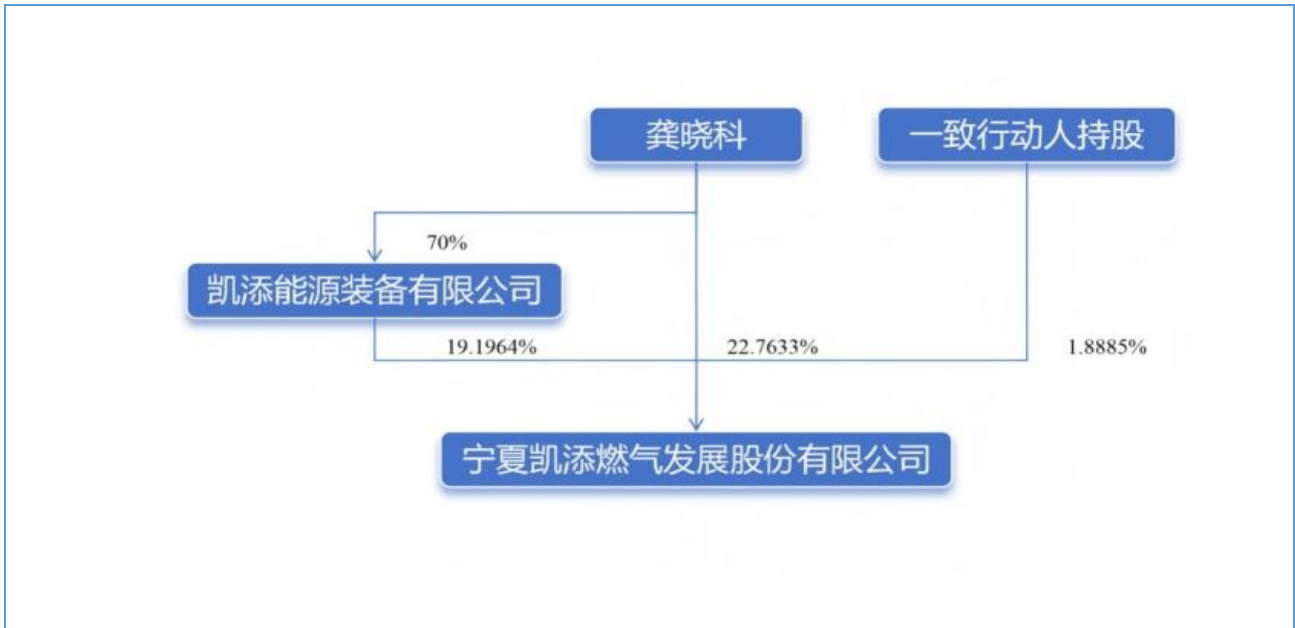 龚晓科
一致行动人持股
70%
凯添能源装备有限公司
19.1964%
22.7633%
1.8885%
宁夏凯添燃气发展股份有限公司